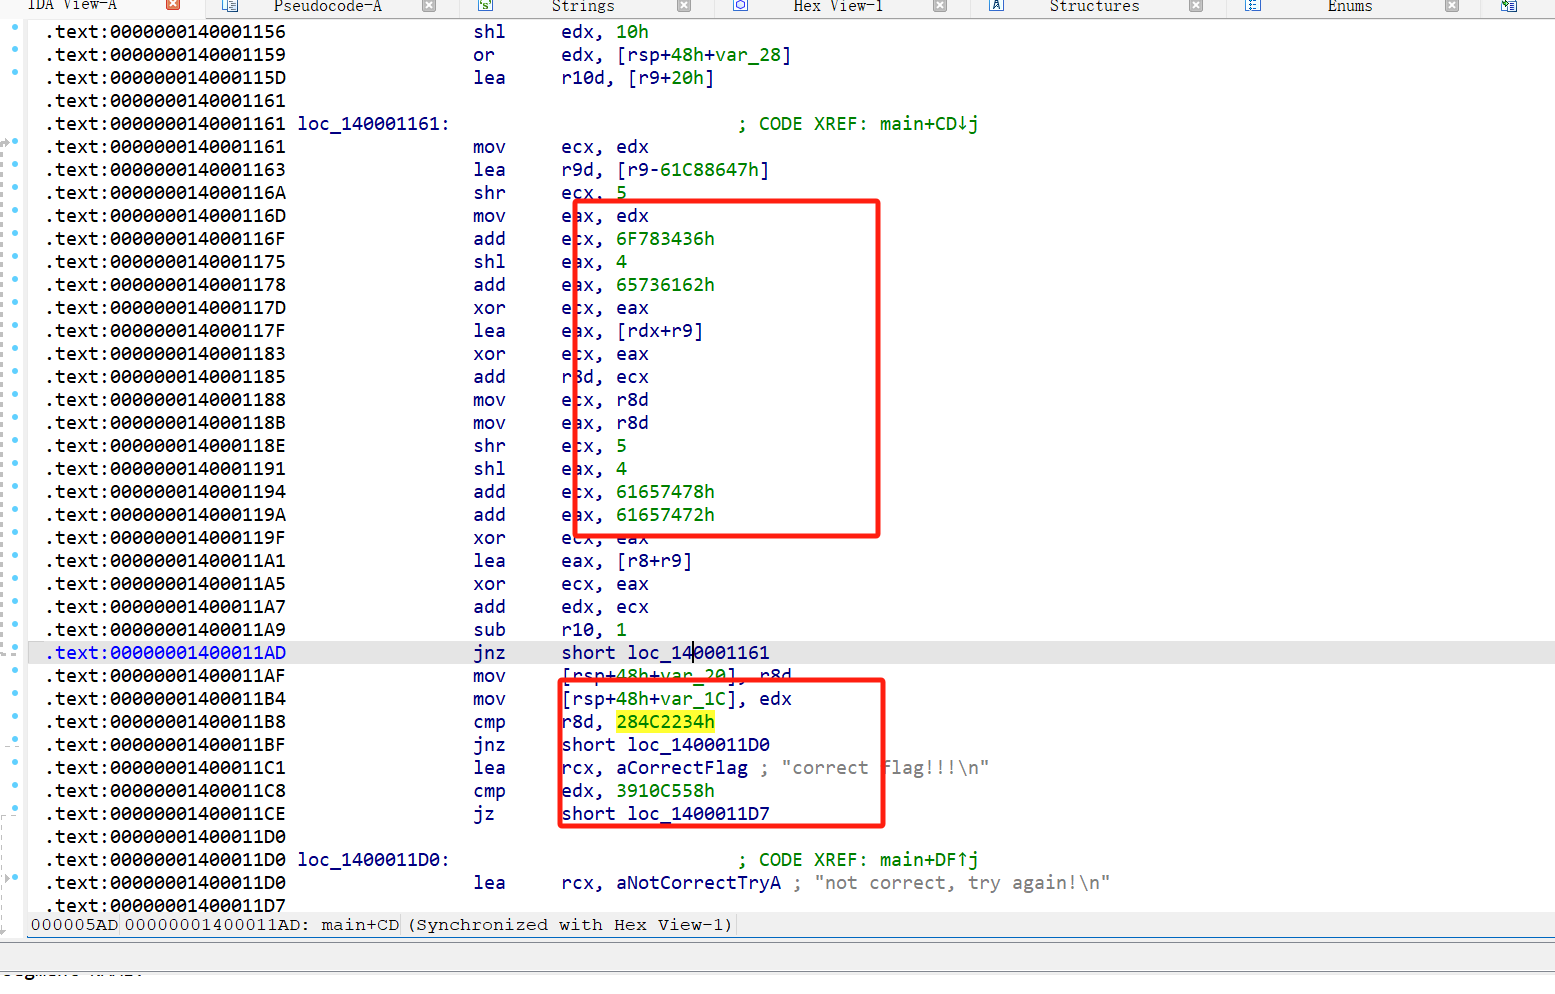 IDA View-A Pseudocode-A Strings Hex View-1 Structures Enums
.text:0000000140001156 shl edx, 10h
.text:0000000140001159 or edx, [rsp+48h+var_28]
.text:000000014000115D lea r10d, [r9+20h]
.text:0000000140001161
.text:0000000140001161 loc_140001161: ; CODE XREF: main+CD↓j
.text:0000000140001161 mov ecx, edx
.text:0000000140001163 lea r9d, [r9-61C88647h]
.text:000000014000116A shr ecx, 5
.text:000000014000116D mov eax, edx
.text:000000014000116F add ecx, 6F783436h
.text:0000000140001175 shl eax, 4
.text:0000000140001178 add eax, 65736162h
.text:000000014000117D xor ecx, eax
.text:000000014000117F lea eax, [rdx+r9]
.text:0000000140001183 xor ecx, eax
.text:0000000140001185 add r8d, ecx
.text:0000000140001188 mov ecx, r8d
.text:000000014000118B mov eax, r8d
.text:000000014000118E shr ecx, 5
.text:0000000140001191 shl eax, 4
.text:0000000140001194 add ecx, 61657478h
.text:000000014000119A add eax, 61657472h
.text:000000014000119F xor ecx, eax
.text:00000001400011A1 lea eax, [r8+r9]
.text:00000001400011A5 xor ecx, eax
.text:00000001400011A7 add edx, ecx
.text:00000001400011A9 sub r10, 1
.text:00000001400011AD jnz short loc_140001161
.text:00000001400011AF mov [rsp+48h+var_20], r8d
.text:00000001400011B4 mov [rsp+48h+var_1C], edx
.text:00000001400011B8 cmp r8d, 284C2234h
.text:00000001400011BF jnz short loc_1400011D0
.text:00000001400011C1 lea rcx, aCorrectFlag ; "correct flag!!!\n"
.text:00000001400011C8 cmp edx, 3910C558h
.text:00000001400011CE jz short loc_1400011D7
.text:00000001400011D0
.text:00000001400011D0 loc_1400011D0: ; CODE XREF: main+DF↑j
.text:00000001400011D0 lea rcx, aNotCorrectTryA ; "not correct, try again!\n"
.text:00000001400011D7
000005AD 00000001400011AD: main+CD (Synchronized with Hex View-1)